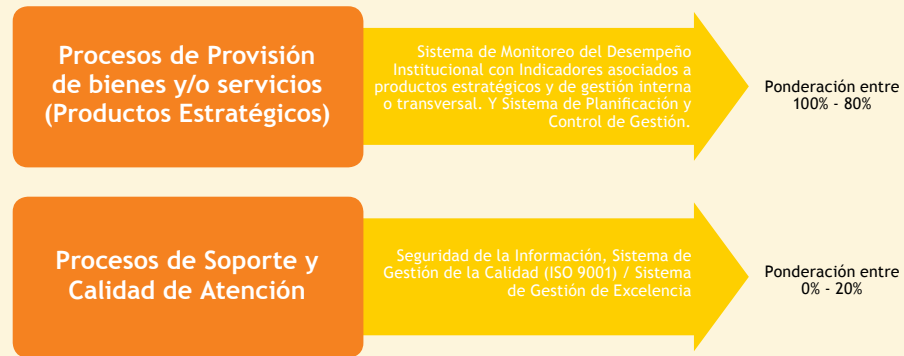 Procesos de Provisión
de bienes y/o servicios
(Productos Estratégicos)
Sistema de Monitoreo del Desempeño
Institucional con Indicadores asociados a
productos estratégicos y de gestión interna
o transversal. Y Sistema de Planificación y
Control de Gestión.
Ponderación entre
100% - 80%
Procesos de Soporte y
Calidad de Atención
Seguridad de la Información, Sistema de
Gestión de la Calidad (ISO 9001) / Sistema
de Gestión de Excelencia
Ponderación entre
0% - 20%